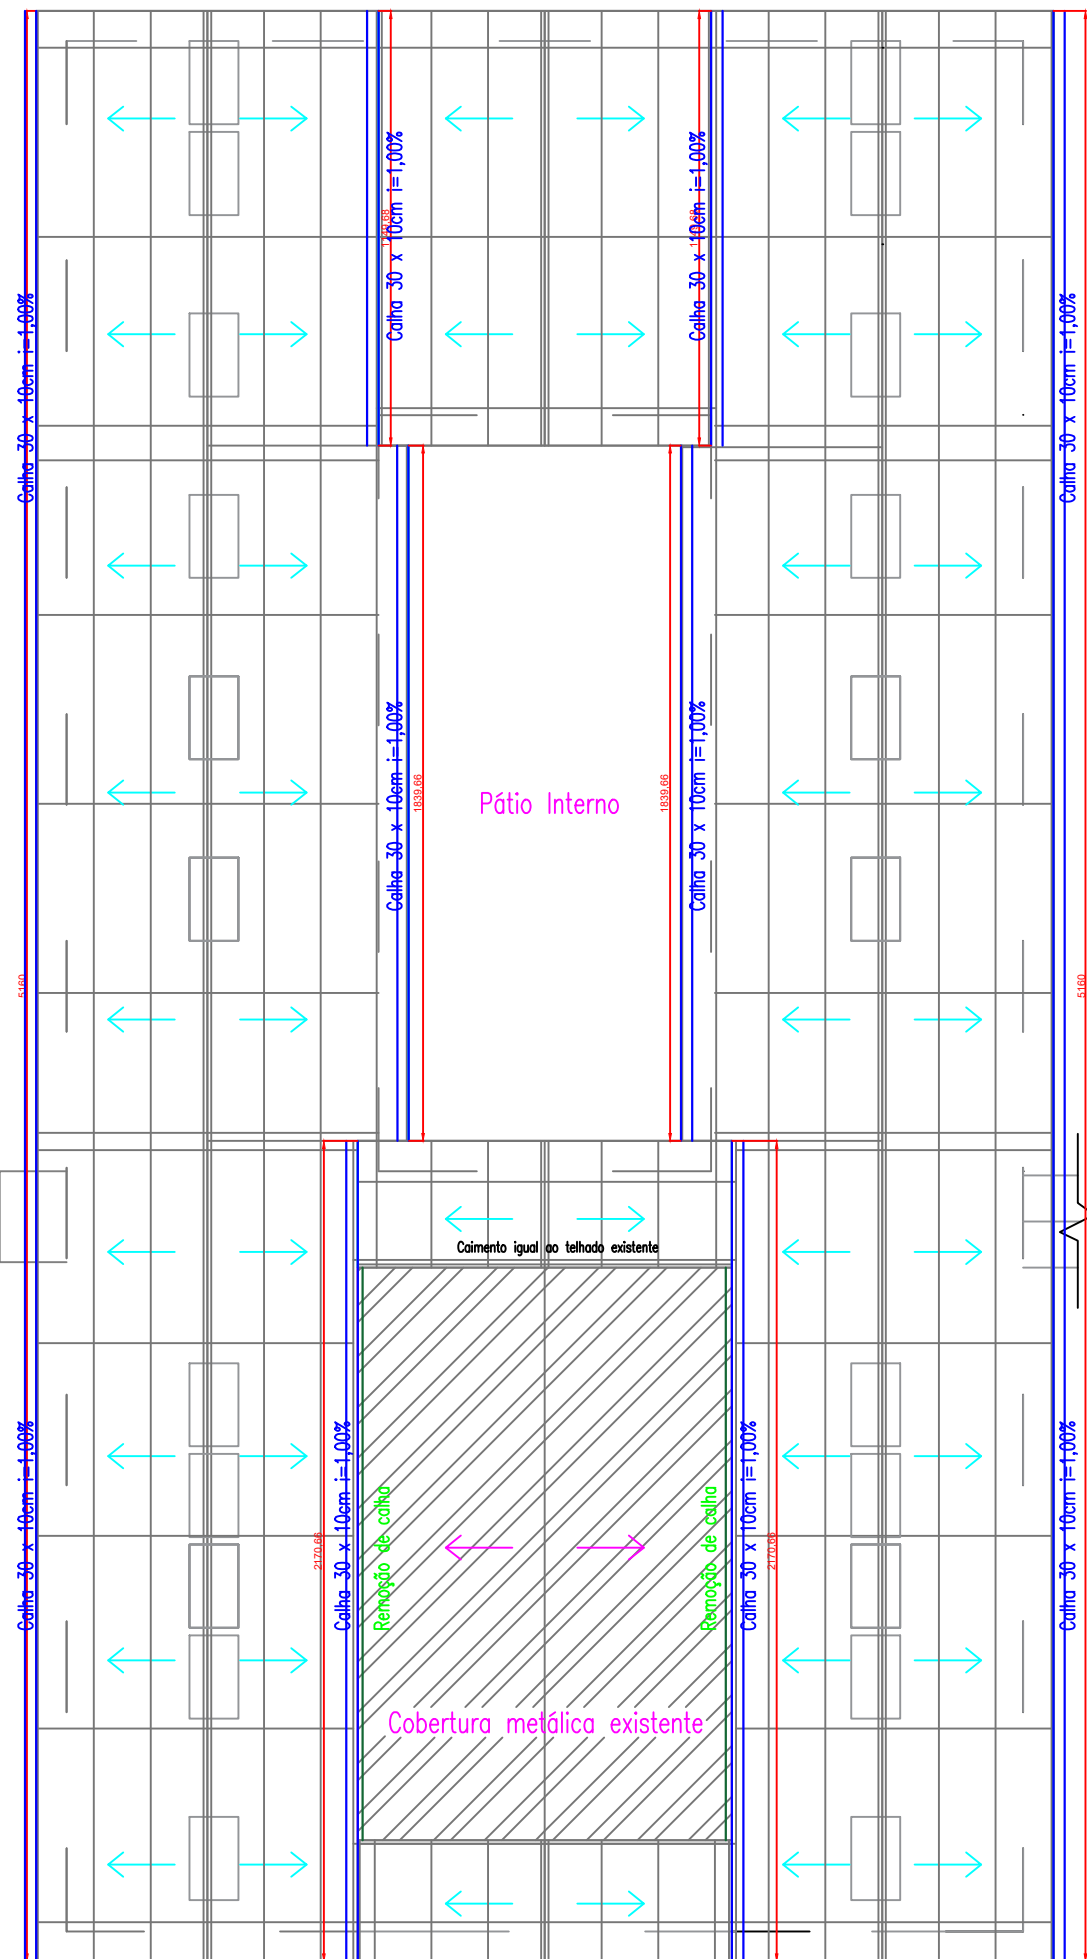 Calha 30 x 10cm i=1,00%
Calha 30 x 10cm i=1,00%
Calha 30 x 10cm i=1,00%
Calha 30 x 10cm i=1,00%
5160
Calha 30 x 10cm i=1,00%
1839,66
Pátio Interno
1839,66
Calha 30 x 10cm i=1,00%
5160
Caimento igual ao telhado existente
Calha 30 x 10cm i=1,00%
2170,66
Calha 30 x 10cm i=1,00%
Remoção de calha
Remoção de calha
Calha 30 x 10cm i=1,00%
2170,66
Calha 30 x 10cm i=1,00%
Cobertura metálica existente